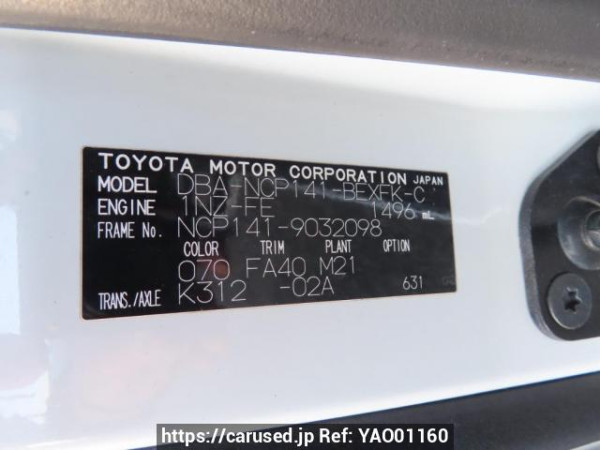 TOYOTA MOTOR CORPORATION JAPAN
MODEL DBA-NCP141-BEXFK-C
ENGINE 1NZ-FE 1496 mL
FRAME No. NCP141-9032098
COLOR TRIM PLANT OPTION
070 FA40 M21
TRANS./AXLE K312 -02A 631
https://carused.jp Ref: YAO01160